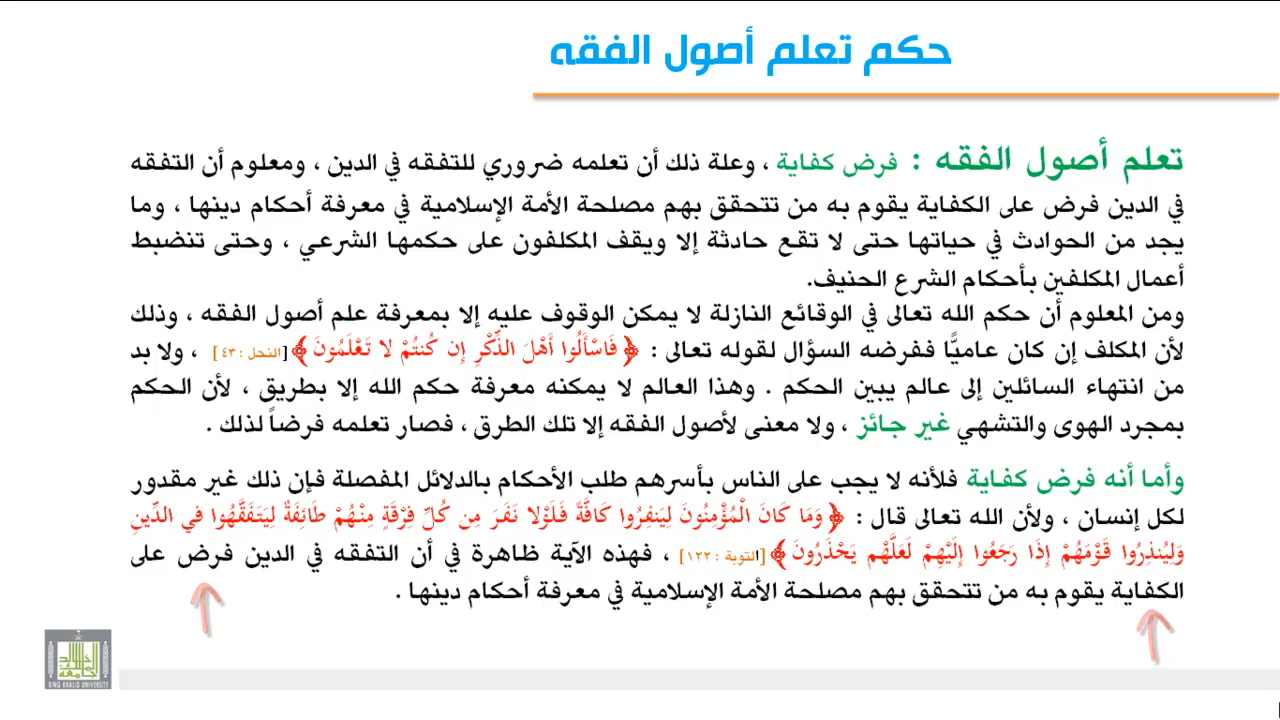 حكم تعلم أصول الفقه
تعلم أصول الفقه : فرض كفاية ، وعلة ذلك أن تعلمه ضروري للتفقه في الدين ، ومعلوم أن التفقه
في الدين فرض على الكفاية يقوم به من تتحقق بهم مصلحة الأمة الإسلامية في معرفة أحكام دينها ، وما
يجد من الحوادث في حياتها حتى لا تقع حادثة إلا ويقف المكلفون على حكمها الشرعي ، وحتى تنضبط
أعمال المكلفين بأحكام الشرع الحنيف.
ومن المعلوم أن حكم الله تعالى في الوقائع النازلة لا يمكن الوقوف عليه إلا بمعرفة علم أصول الفقه ، وذلك
لأن المكلف إن كان عاميًّا ففرضه السؤال لقوله تعالى : ﴿ فَاسْأَلُوا أَهْلَ الذِّكْرِ إِن كُنتُمْ لا تَعْلَمُونَ ﴾ [النحل : ٤٣] ، ولا بد
من انتهاء السائلين إلى عالم يبين الحكم . وهذا العالم لا يمكنه معرفة حكم الله إلا بطريق ، لأن الحكم
بمجرد الهوى والتشهي غير جائز ، ولا معنى لأصول الفقه إلا تلك الطرق ، فصار تعلمه فرضاً لذلك .
وأما أنه فرض كفاية فلأنه لا يجب على الناس بأسرهم طلب الأحكام بالدلائل المفصلة فإن ذلك غير مقدور
لكل إنسان ، ولأن الله تعالى قال : ﴿ وَمَا كَانَ الْمُؤْمِنُونَ لِيَنفِرُوا كَافَّةً فَلَوْلا نَفَرَ مِن كُلِّ فِرْقَةٍ مِنْهُمْ طَائِفَةٌ لِيَتَفَقَّهُوا فِي الدِّينِ
وَلِيُنذِرُوا قَوْمَهُمْ إِذَا رَجَعُوا إِلَيْهِمْ لَعَلَّهُم يَحْذَرُونَ ﴾ [التوبة : ١٢٢] ، فهذه الآية ظاهرة في أن التفقه في الدين فرض على
الكفاية يقوم به من تتحقق بهم مصلحة الأمة الإسلامية في معرفة أحكام دينها .
KING KHALID UNIVERSITY